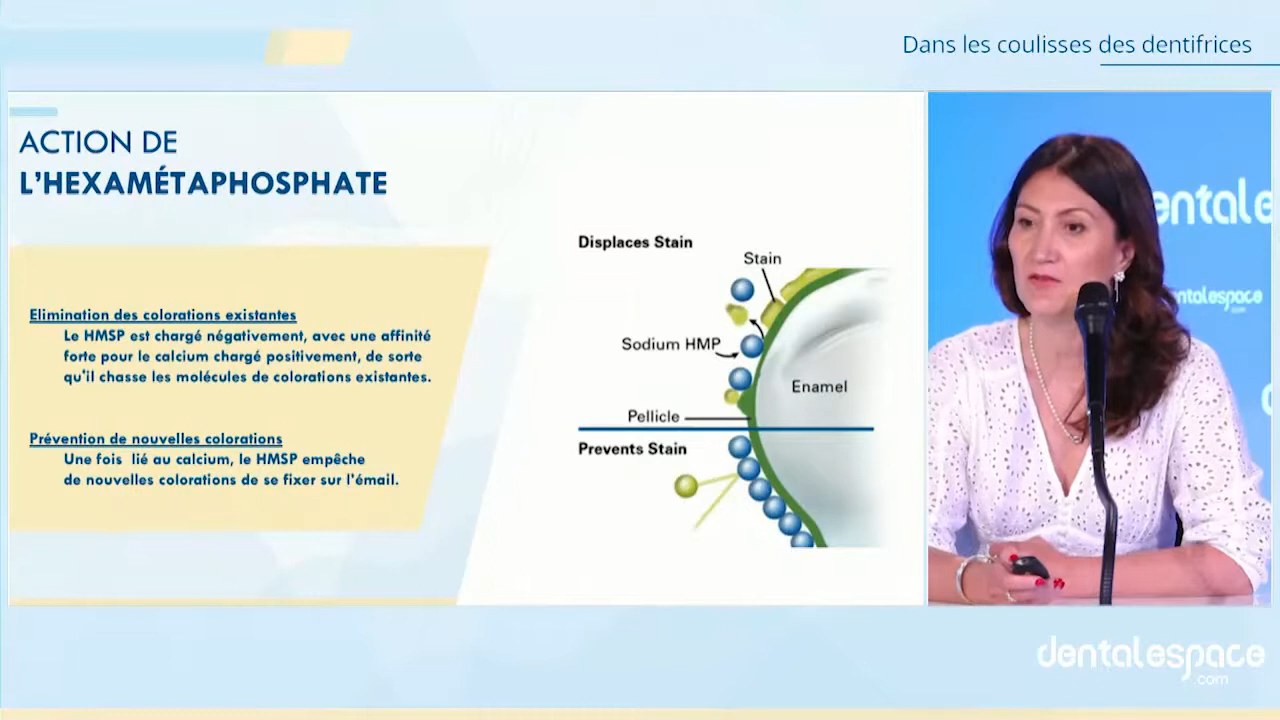 Dans les coulisses des dentifrices
ACTION DE
L'HEXAMÉTAPHOSPHATE
Elimination des colorations existantes
Le HMSP est chargé négativement, avec une affinité
forte pour le calcium chargé positivement, de sorte
qu'il chasse les molécules de colorations existantes.
Prévention de nouvelles colorations
Une fois lié au calcium, le HMSP empêche
de nouvelles colorations de se fixer sur l'émail.
Displaces Stain
Stain
Sodium HMP
Enamel
Pellicle
Prevents Stain
entale
ntalespace
.com
dentalespace
.com